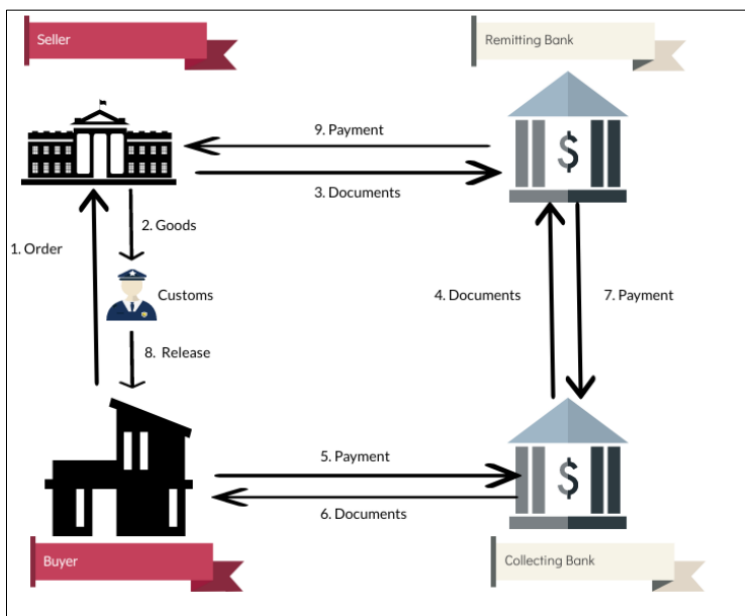 Seller
Remitting Bank
$
9. Payment
3. Documents
2. Goods
1. Order
Customs
4. Documents
7. Payment
8. Release
5. Payment
$
6. Documents
Buyer
Collecting Bank